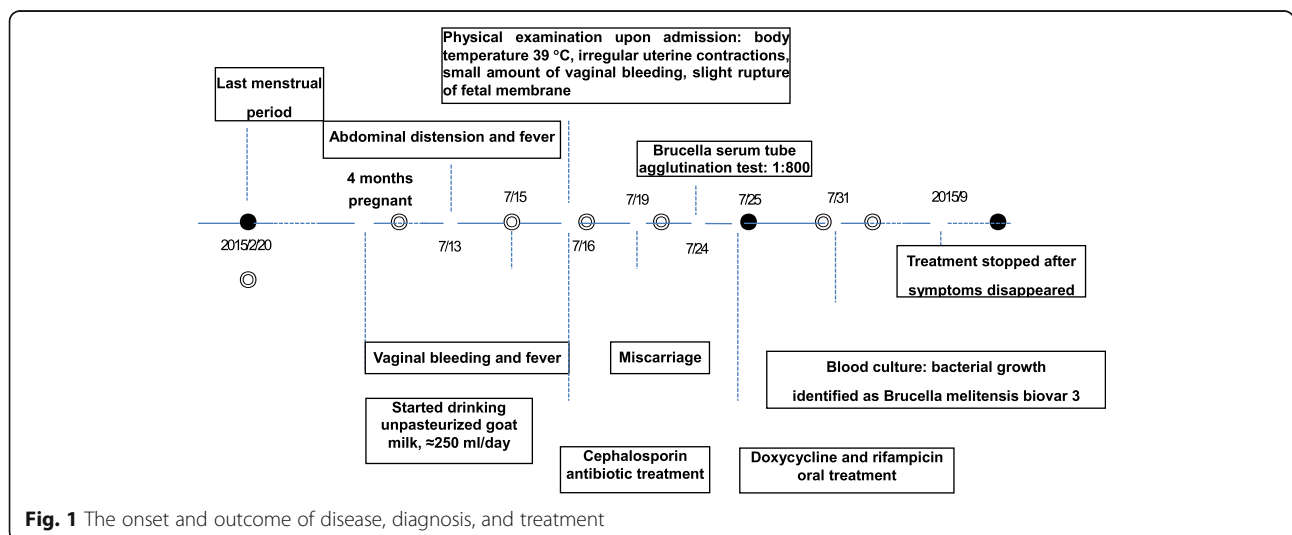 Physical examination upon admission: body
temperature 39 °C, irregular uterine contractions,
small amount of vaginal bleeding, slight rupture
of fetal membrane
Last menstrual
period
Abdominal distension and fever
Brucella serum tube
agglutination test: 1:800
4 months
pregnant
7/15
7/19
7/25
7/31
2015/9
2015/2/20
7/13
7/16
7/24
Treatment stopped after
symptoms disappeared
Vaginal bleeding and fever
Miscarriage
Blood culture: bacterial growth
identified as Brucella melitensis biovar 3
Started drinking
unpasteurized goat
milk, ≈250 ml/day
Cephalosporin
antibiotic treatment
Doxycycline and rifampicin
oral treatment
Fig. 1 The onset and outcome of disease, diagnosis, and treatment